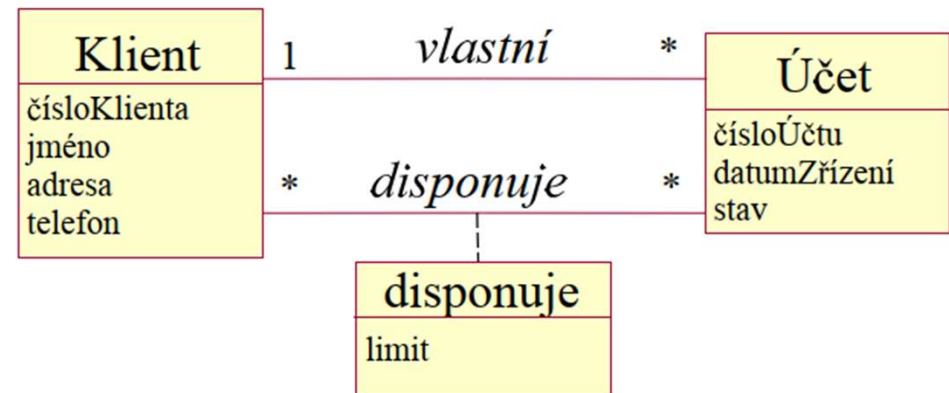 Klient
čísloKlienta
jméno
adresa
telefon
1 vlastní *
* disponuje *
Účet
čísloÚčtu
datumZřízení
stav
disponuje
limit